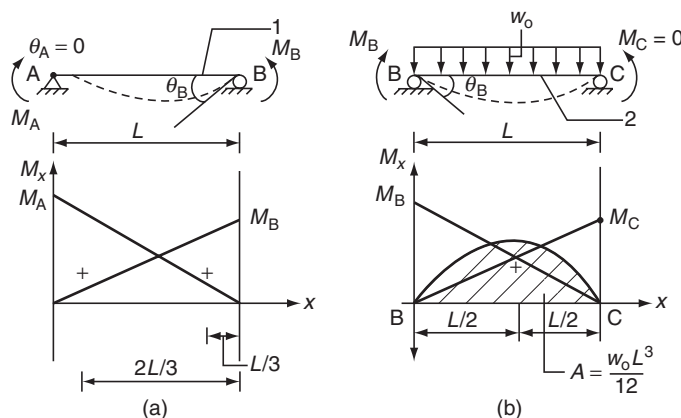 1
θA = 0
MB
A
B
θB
MA
L
Mx
MA
MB
+
+
x
L/3
2L/3
(a)
wo
MB
MC = 0
B
C
θB
2
L
Mx
MB
MC
+
x
B
C
L/2
L/2
A = woL³/12
(b)